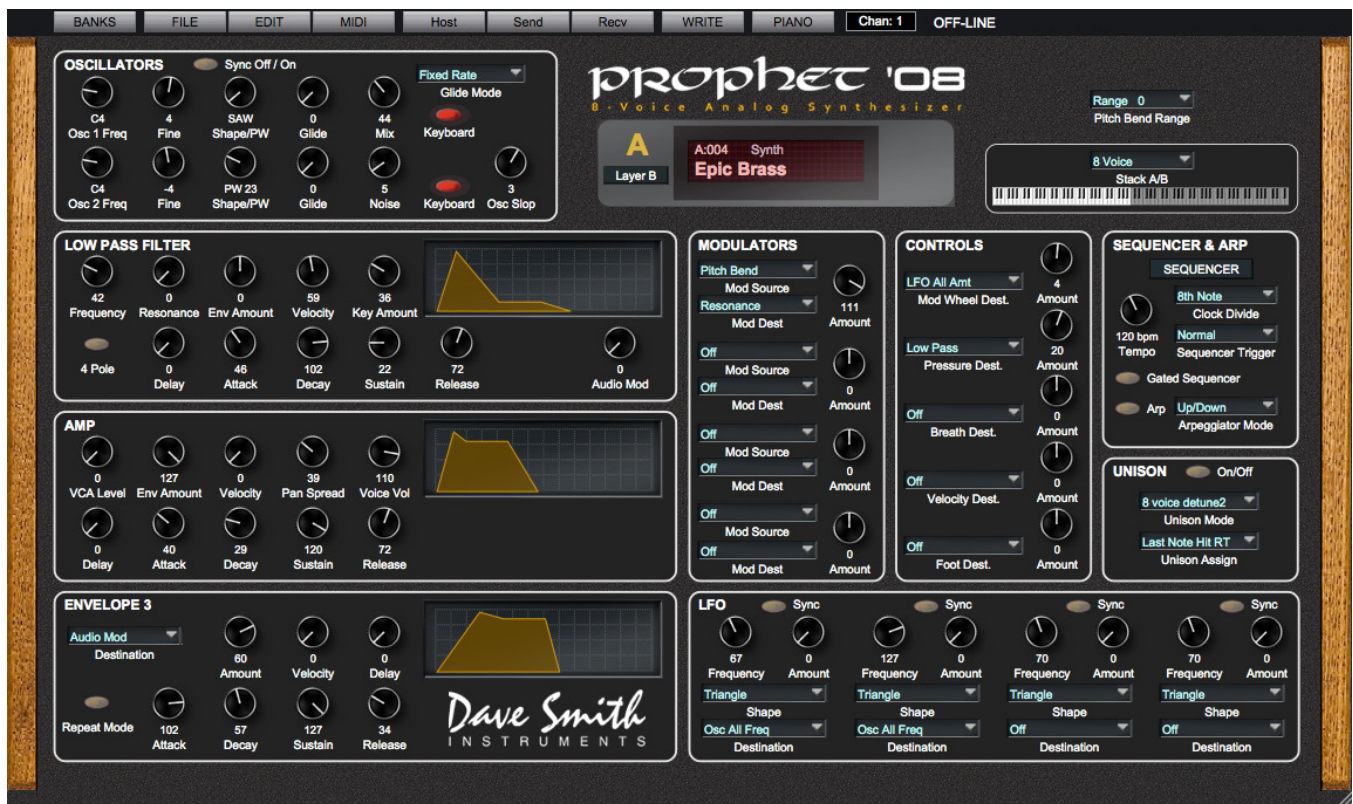 BANKS FILE EDIT MIDI Host Send Recv WRITE PIANO Chan: 1 OFF-LINE
OSCILLATORS Sync Off / On
Fixed Rate
Glide Mode
C4 4 SAW 0 44
Osc 1 Freq Fine Shape/PW Glide Mix Keyboard
C4 -4 PW 23 0 5 3
Osc 2 Freq Fine Shape/PW Glide Noise Keyboard Osc Slop
prophet '08
8-Voice Analog Synthesizer
A
Layer B
A:004 Synth
Epic Brass
Range 0
Pitch Bend Range
8 Voice
Stack A/B
LOW PASS FILTER
42 0 0 59 36
Frequency Resonance Env Amount Velocity Key Amount
4 Pole
0 46 102 22 72 0
Delay Attack Decay Sustain Release Audio Mod
AMP
0 127 0 39 110
VCA Level Env Amount Velocity Pan Spread Voice Vol
0 40 29 120 72
Delay Attack Decay Sustain Release
ENVELOPE 3
Audio Mod
Destination
60 0 0
Amount Velocity Delay
Repeat Mode
102 57 127 34
Attack Decay Sustain Release
Dave Smith
INSTRUMENTS
MODULATORS
Pitch Bend
Mod Source
Resonance 111
Mod Dest Amount
Off
Mod Source
Off 0
Mod Dest Amount
Off
Mod Source
Off 0
Mod Dest Amount
Off
Mod Source
Off 0
Mod Dest Amount
CONTROLS
LFO All Amt 4
Mod Wheel Dest. Amount
Low Pass 20
Pressure Dest. Amount
Off 0
Breath Dest. Amount
Off 0
Velocity Dest. Amount
Off 0
Foot Dest. Amount
SEQUENCER & ARP
SEQUENCER
8th Note
Clock Divide
120 bpm Normal
Tempo Sequencer Trigger
Gated Sequencer
Arp Up/Down
Arpeggiator Mode
UNISON On/Off
8 voice detune2
Unison Mode
Last Note Hit RT
Unison Assign
LFO Sync Sync Sync Sync
67 0 127 0 70 0 70 0
Frequency Amount Frequency Amount Frequency Amount Frequency Amount
Triangle Triangle Triangle Triangle
Shape Shape Shape Shape
Osc All Freq Osc All Freq Off Off
Destination Destination Destination Destination